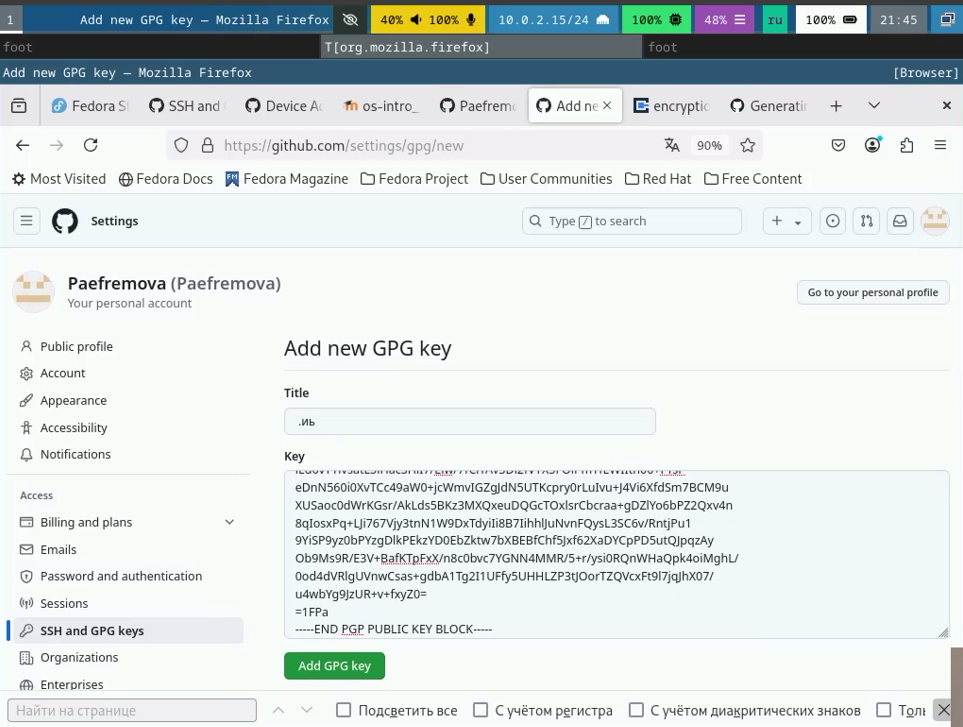 1 Add new GPG key — Mozilla Firefox 40% 100% 10.0.2.15/24 100% 48% ru 100% 21:45
foot T[org.mozilla.firefox] foot
Add new GPG key — Mozilla Firefox [Browser]
Fedora St SSH and Device Ac os-intro_ Paefremo Add ne encryptio Generatin
https://github.com/settings/gpg/new 90%
Most Visited Fedora Docs Fedora Magazine Fedora Project User Communities Red Hat Free Content
Settings Type / to search
Paefremova (Paefremova)
Your personal account
Go to your personal profile
Public profile
Account
Appearance
Accessibility
Notifications
Access
Billing and plans
Emails
Password and authentication
Sessions
SSH and GPG keys
Organizations
Enterprises
Add new GPG key
Title
.иь
Key
eDnN560i0XvTCc49aW0+jcWmvIGZgJdN5UTKcpry0rLuIvu+J4Vi6XfdSm7BCM9u
XUSaoc0dWrKGsr/AkLds5BKz3MXQxeuDQGcTOxlsrCbcraa+gDZlYo6bPZ2Qxv4n
8qIosxPq+LJi767Vjy3tnN1W9DxTdyiIi8B7IihhlJuNvnFQysL3SC6v/RntjPu1
9YiSP9yz0bPYzgDlkPEkzYD0EbZktw7bXBEBfChf5Jxf62XaDYCpPD5utQJpqzAy
Ob9Ms9R/E3V+BafKTpFxX/n8c0bvc7YGNN4MMR/5+r/ysi0RQnWHaQpk4oiMghL/
0od4dVRlgUVnwCsas+gdbA1Tg2I1UFfy5UHHLZP3tJOorTZQVcxFt9l7jqJhX07/
u4wbYg9JzUR+v+fxyZ0=
=1FPa
-----END PGP PUBLIC KEY BLOCK-----
Add GPG key
Найти на странице Подсветить все С учётом регистра С учётом диакритических знаков Толь